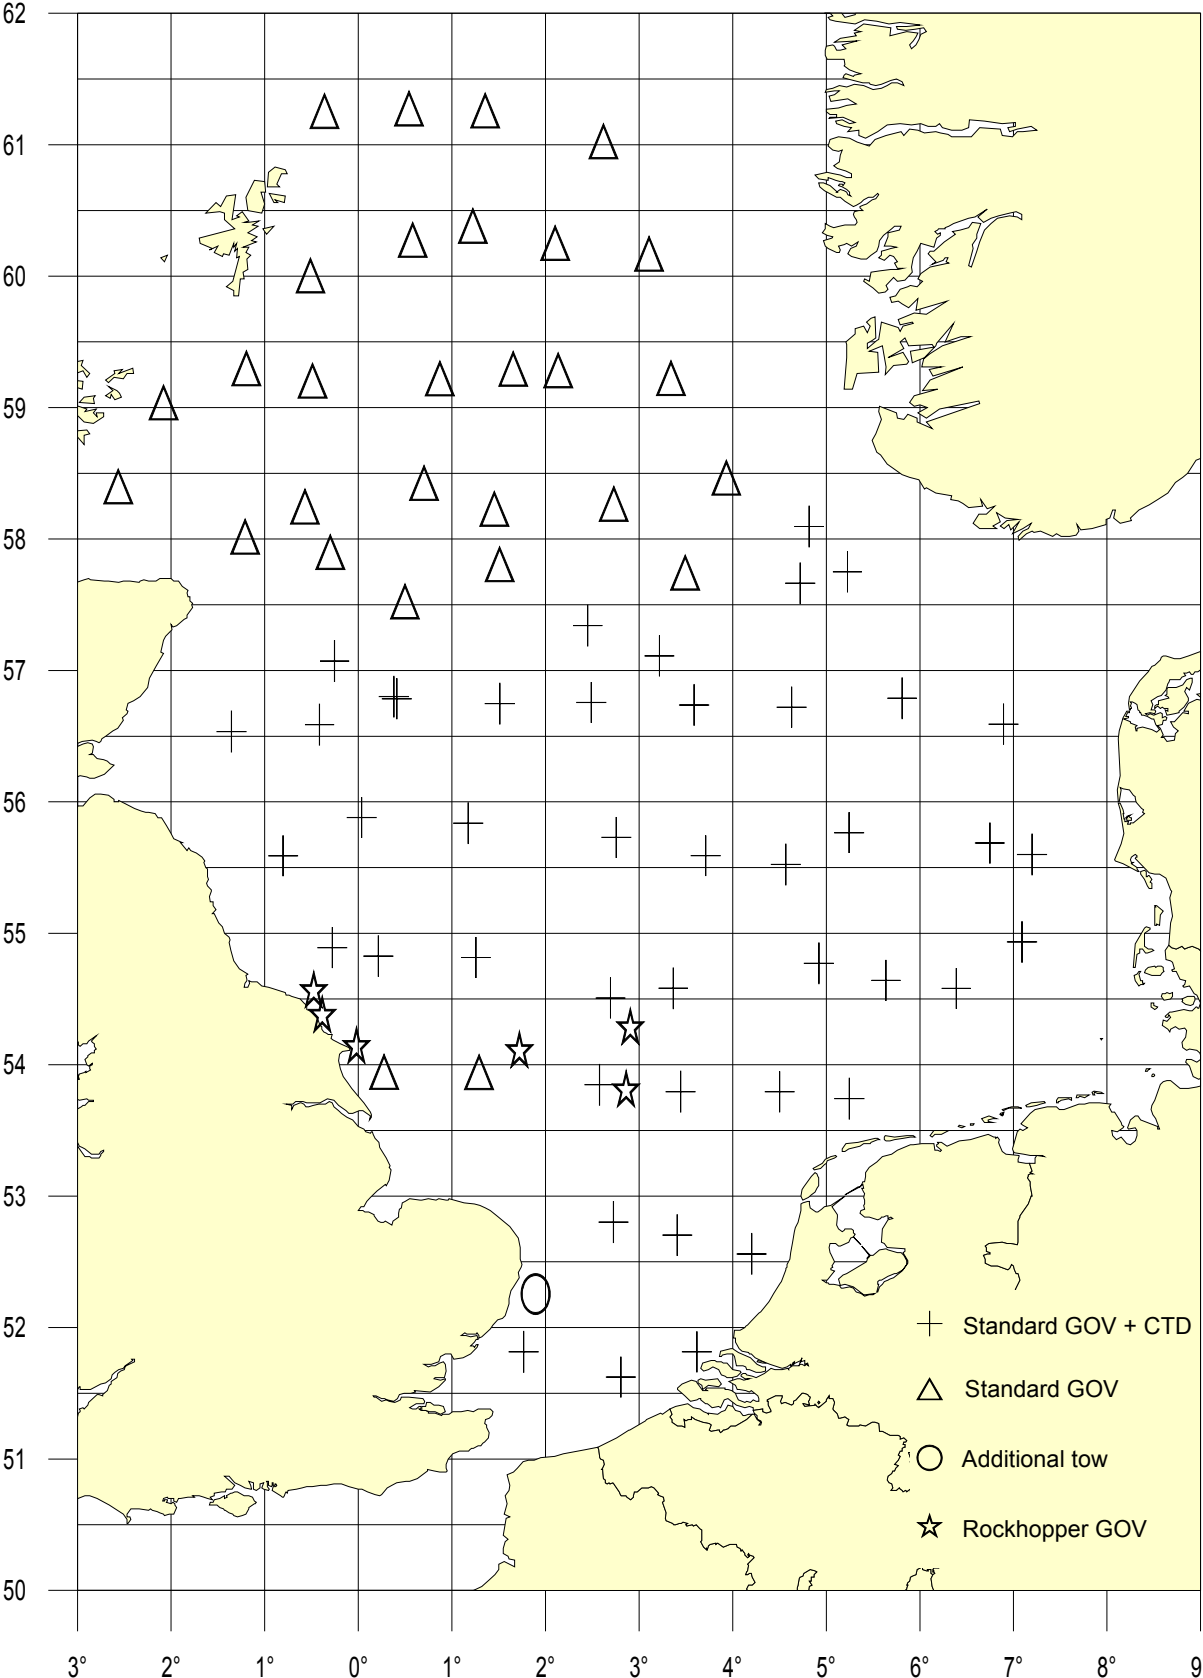 62
61
60
59
58
57
56
55
54
53
52
51
50
Standard GOV + CTD
Standard GOV
Additional tow
Rockhopper GOV
3° 2° 1° 0° 1° 2° 3° 4° 5° 6° 7° 8° 9